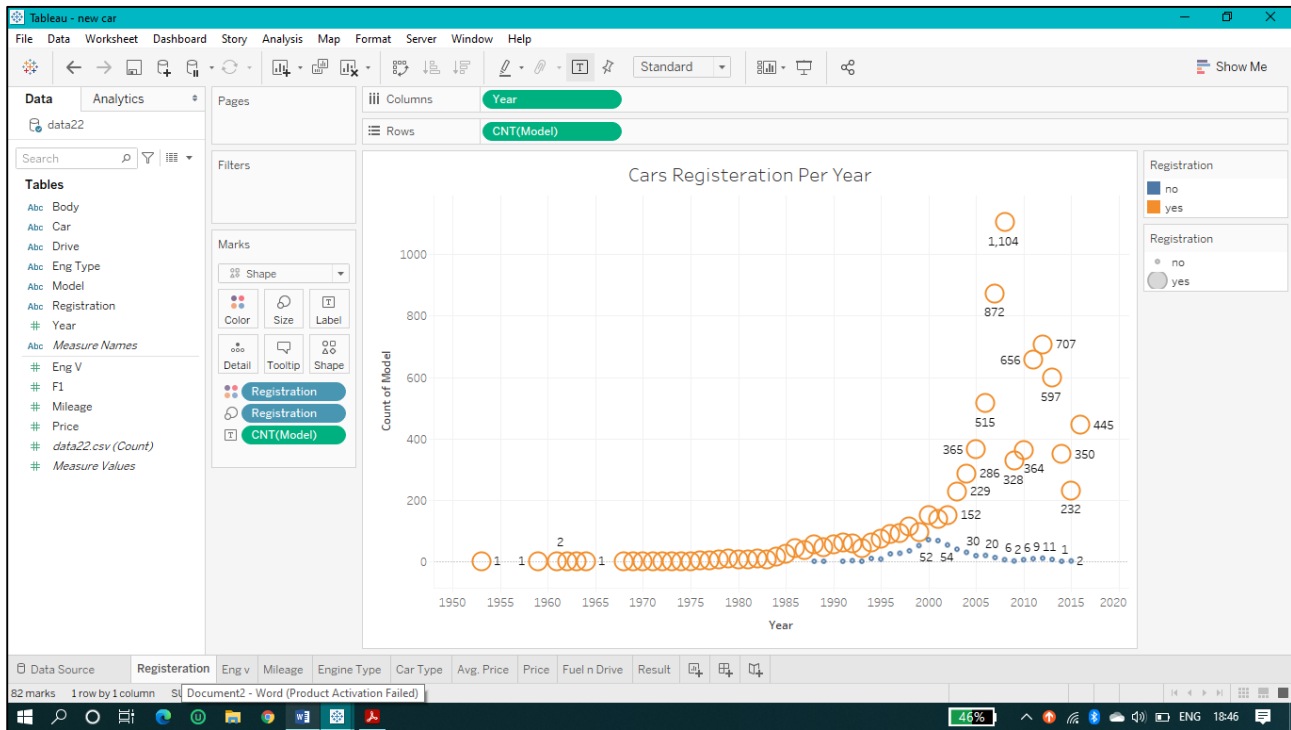 Tableau - new car
File Data Worksheet Dashboard Story Analysis Map Format Server Window Help
Standard
Show Me
Data Analytics
data22
Search
Tables
Abc Body
Abc Car
Abc Drive
Abc Eng Type
Abc Model
Abc Registration
# Year
Abc Measure Names
# Eng V
# F1
# Mileage
# Price
# data22.csv (Count)
# Measure Values
Pages
Filters
Marks
Shape
Color Size Label
Detail Tooltip Shape
Registration
Registration
CNT(Model)
Columns Year
Rows CNT(Model)
Cars Registeration Per Year
Count of Model
1000
800
600
400
200
0
1,104
872
707
656
597
515
445
365
350
364
328
286
229
232
152
2
1 1 1
30 20 6 2 6 9 11 1
52 54 2
1950 1955 1960 1965 1970 1975 1980 1985 1990 1995 2000 2005 2010 2015 2020
Year
Registration
no
yes
Registration
no
yes
Data Source Registeration Eng v Mileage Engine Type Car Type Avg. Price Price Fuel n Drive Result
82 marks 1 row by 1 column
Document2 - Word (Product Activation Failed)
46% ENG 18:46